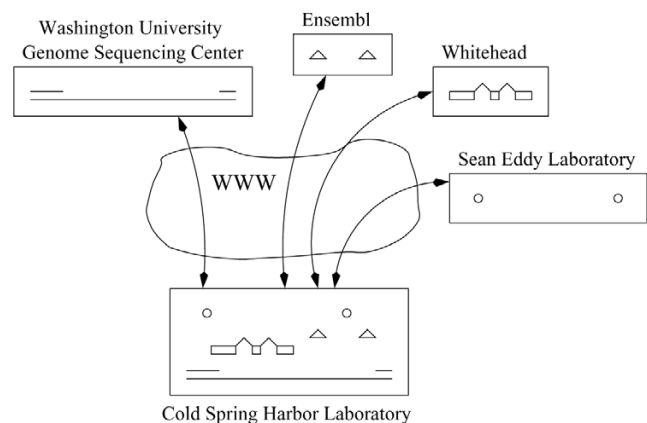 Washington University
Genome Sequencing Center
Ensembl
Whitehead
Sean Eddy Laboratory
WWW
Cold Spring Harbor Laboratory